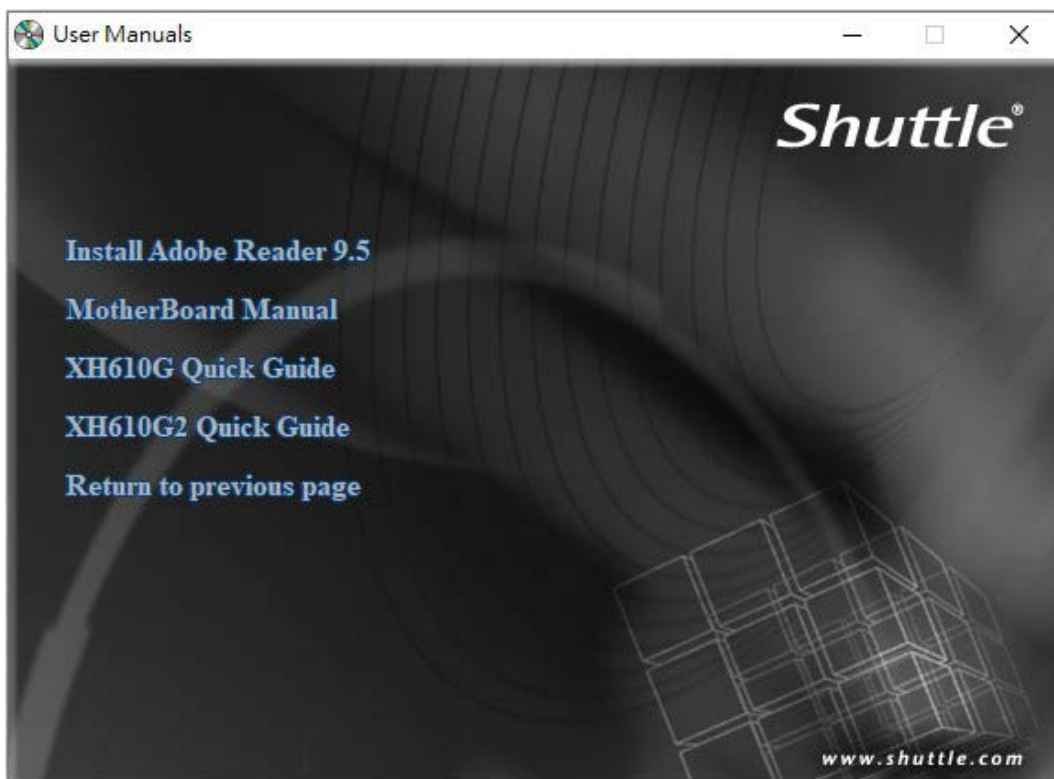 User Manuals
Shuttle®
Install Adobe Reader 9.5
MotherBoard Manual
XH610G Quick Guide
XH610G2 Quick Guide
Return to previous page
www.shuttle.com